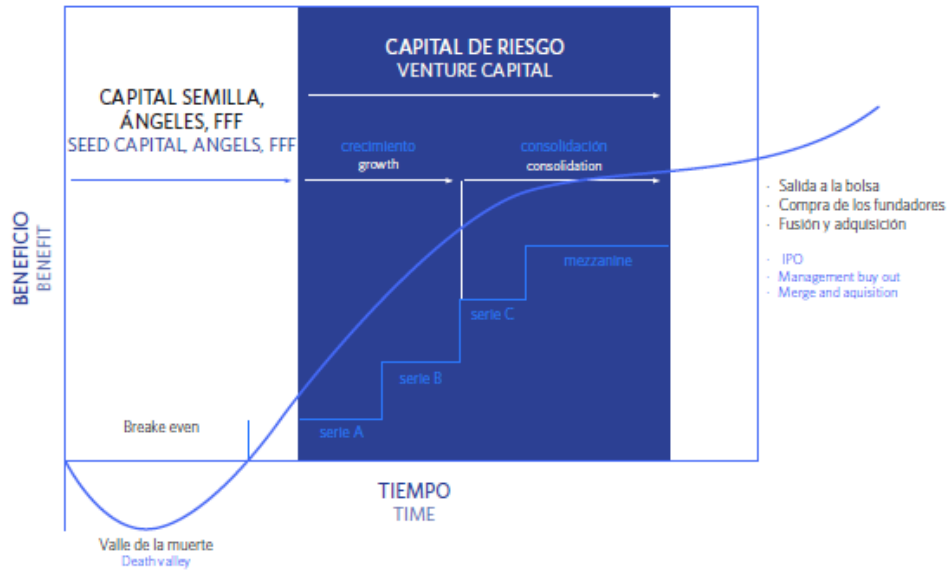 CAPITAL DE RIESGO
VENTURE CAPITAL
CAPITAL SEMILLA,
ÁNGELES, FFF
SEED CAPITAL, ANGELS, FFF
crecimiento
growth
consolidación
consolidation
· Salida a la bolsa
· Compra de los fundadores
· Fusión y adquisición
· IPO
· Management buy out
· Merge and aquisition
BENEFICIO
BENEFIT
mezzanine
serie C
serie B
serie A
Breake even
TIEMPO
TIME
Valle de la muerte
Death valley